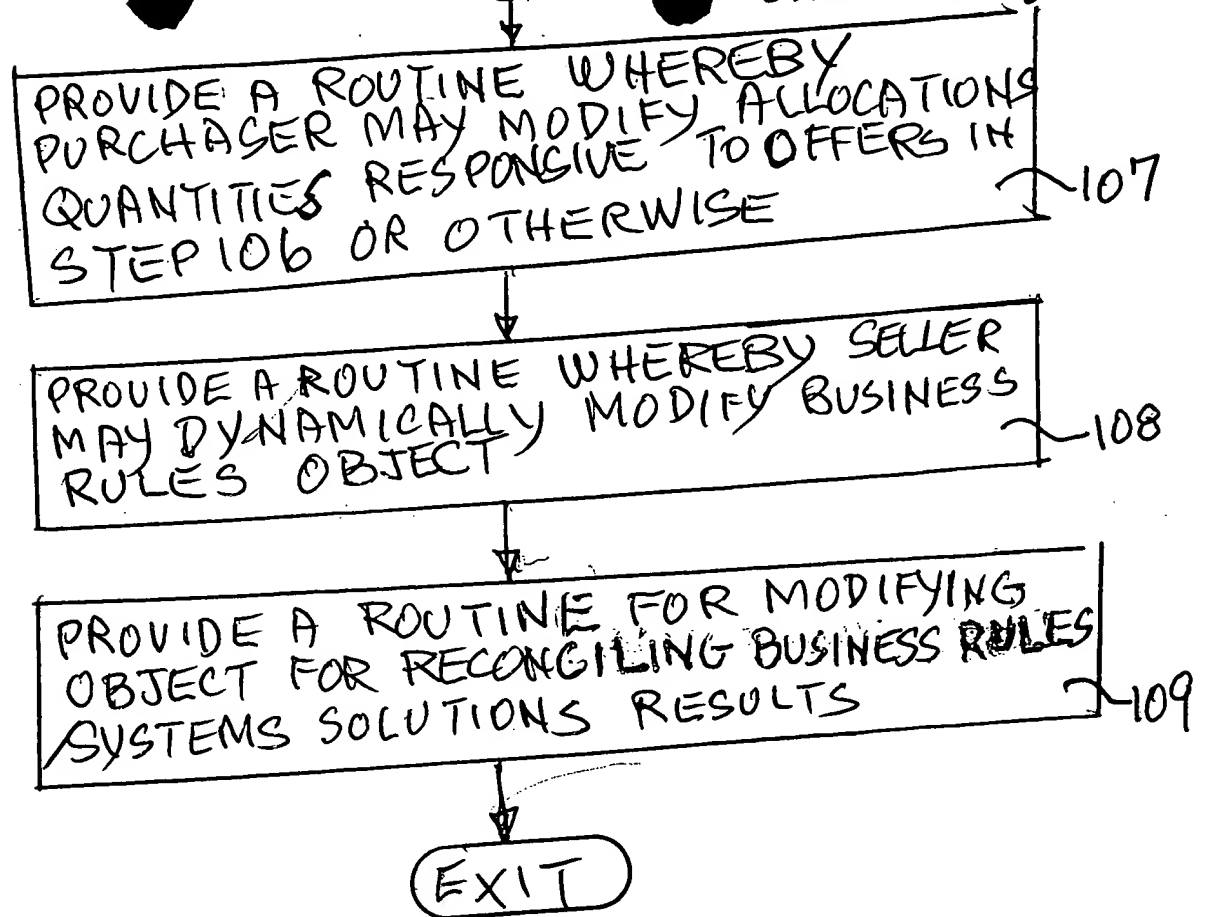 PROVIDE A ROUTINE WHEREBY
PURCHASER MAY MODIFY ALLOCATIONS
QUANTITIES RESPONSIVE TO OFFERS IN
STEP 106 OR OTHERWISE
107
PROVIDE A ROUTINE WHEREBY SELLER
MAY DYNAMICALLY MODIFY BUSINESS
RULES OBJECT
108
PROVIDE A ROUTINE FOR MODIFYING
OBJECT FOR RECONCILING BUSINESS RULES
/SYSTEMS SOLUTIONS RESULTS
109
EXIT